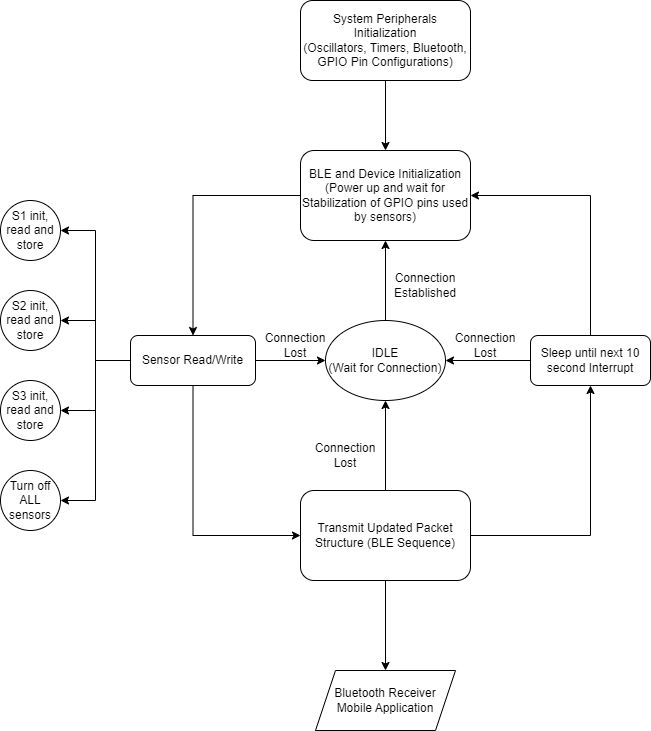 System Peripherals
Initialization
(Oscillators, Timers, Bluetooth,
GPIO Pin Configurations)
BLE and Device Initialization
(Power up and wait for
Stabilization of GPIO pins used
by sensors)
S1 init,
read and
store
Connection
Established
S2 init,
read and
store
Sensor Read/Write
Connection
Lost
IDLE
(Wait for Connection)
Connection
Lost
Sleep until next 10
second Interrupt
S3 init,
read and
store
Connection
Lost
Turn off
ALL
sensors
Transmit Updated Packet
Structure (BLE Sequence)
Bluetooth Receiver
Mobile Application